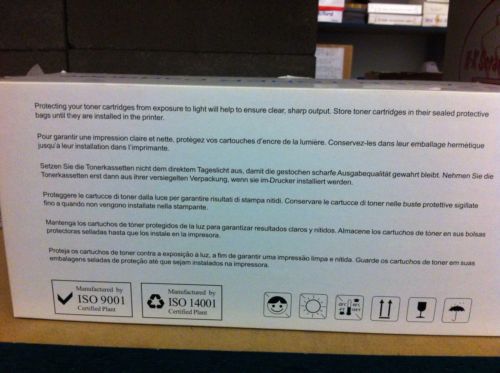 Protecting your toner cartridges from exposure to light will help to ensure clear, sharp output. Store toner cartridges in their sealed protective
bags until they are installed in the printer.
Pour garantir une impression claire et nette, protégez vos cartouches d'encre de la lumière. Conservez-les dans leur emballage hermétique
jusqu'à leur installation dans l'imprimante.
Setzen Sie die Tonerkassetten nicht dem direktem Tageslicht aus, damit die gestochen scharfe Ausgabequalität gewahrt bleibt. Nehmen Sie die
Tonerkassetten erst dann aus ihrer versiegelten Verpackung, wenn sie im Drucker installiert werden.
Proteggere le cartucce di toner dalla luce per garantire risultati di stampa nitidi. Conservare le cartucce di toner nelle buste protettive sigillate
fino a quando non vengono installate nella stampante.
Mantenga los cartuchos de toner protegidos de la luz para garantizar resultados claros y nítidos. Almacene los cartuchos de toner en sus bolsas
protectoras selladas hasta que los instale en la impresora.
Proteja os cartuchos de toner contra a exposição à luz, a fim de garantir uma impressão limpa e nítida. Guarde os cartuchos de toner em suas
embalagens seladas de proteção até que sejam instalados na impressora.
Manufactured by
ISO 9001
Certified Plant
Manufactured by
ISO 14001
Certified Plant